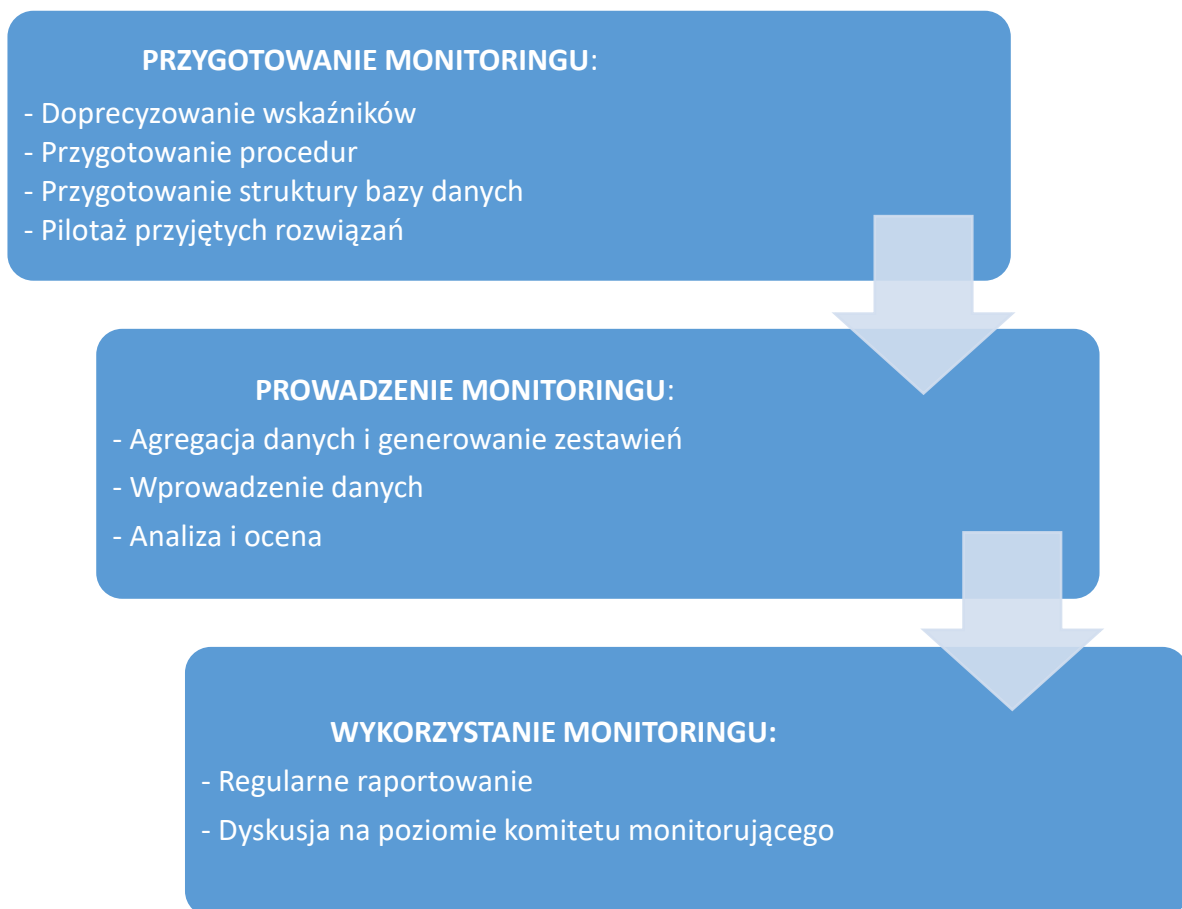 PRZYGOTOWANIE MONITORINGU:
- Doprecyzowanie wskaźników
- Przygotowanie procedur
- Przygotowanie struktury bazy danych
- Pilotaż przyjętych rozwiązań
PROWADZENIE MONITORINGU:
- Agregacja danych i generowanie zestawień
- Wprowadzenie danych
- Analiza i ocena
WYKORZYSTANIE MONITORINGU:
- Regularne raportowanie
- Dyskusja na poziomie komitetu monitorującego